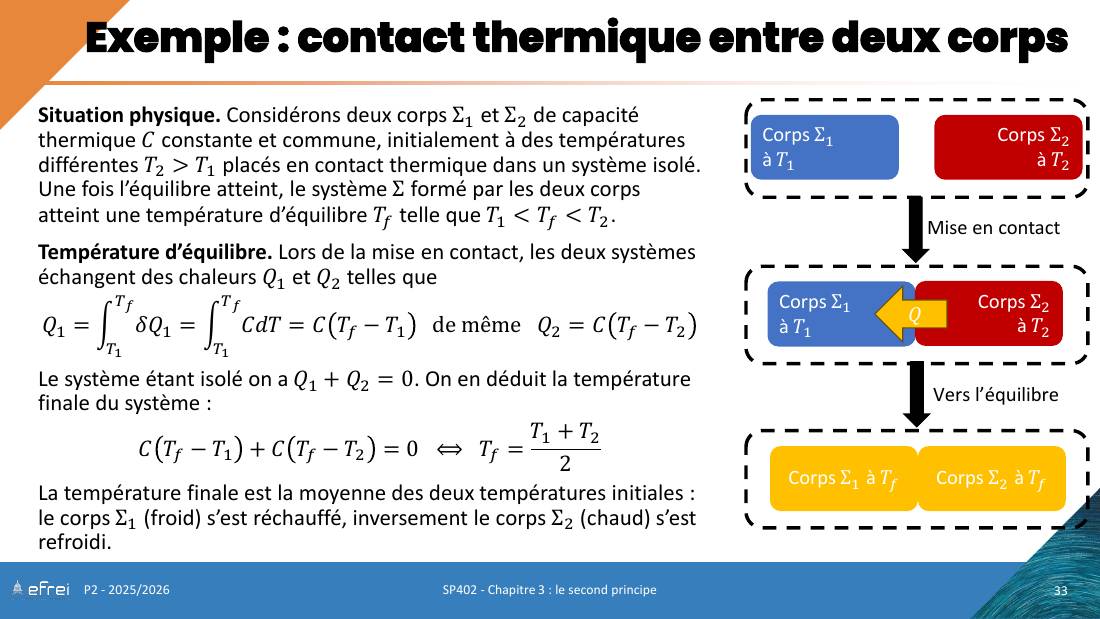 Exemple : contact thermique entre deux corps
Situation physique. Considérons deux corps Σ₁ et Σ₂ de capacité
thermique C constante et commune, initialement à des températures
différentes T₂ > T₁ placés en contact thermique dans un système isolé.
Une fois l’équilibre atteint, le système Σ formé par les deux corps
atteint une température d’équilibre T_f telle que T₁ < T_f < T₂.
Température d’équilibre. Lors de la mise en contact, les deux systèmes
échangent des chaleurs Q₁ et Q₂ telles que
Q₁ = ∫_{T₁}^{T_f} δQ₁ = ∫_{T₁}^{T_f} CdT = C(T_f − T₁) de même Q₂ = C(T_f − T₂)
Le système étant isolé on a Q₁ + Q₂ = 0. On en déduit la température
finale du système :
C(T_f − T₁) + C(T_f − T₂) = 0 ⇔ T_f = (T₁ + T₂)/2
La température finale est la moyenne des deux températures initiales :
le corps Σ₁ (froid) s’est réchauffé, inversement le corps Σ₂ (chaud) s’est
refroidi.
Corps Σ₁
à T₁
Corps Σ₂
à T₂
Mise en contact
Corps Σ₁
à T₁
Q
Corps Σ₂
à T₂
Vers l’équilibre
Corps Σ₁ à T_f
Corps Σ₂ à T_f
efrei
P2 - 2025/2026
SP402 - Chapitre 3 : le second principe
33